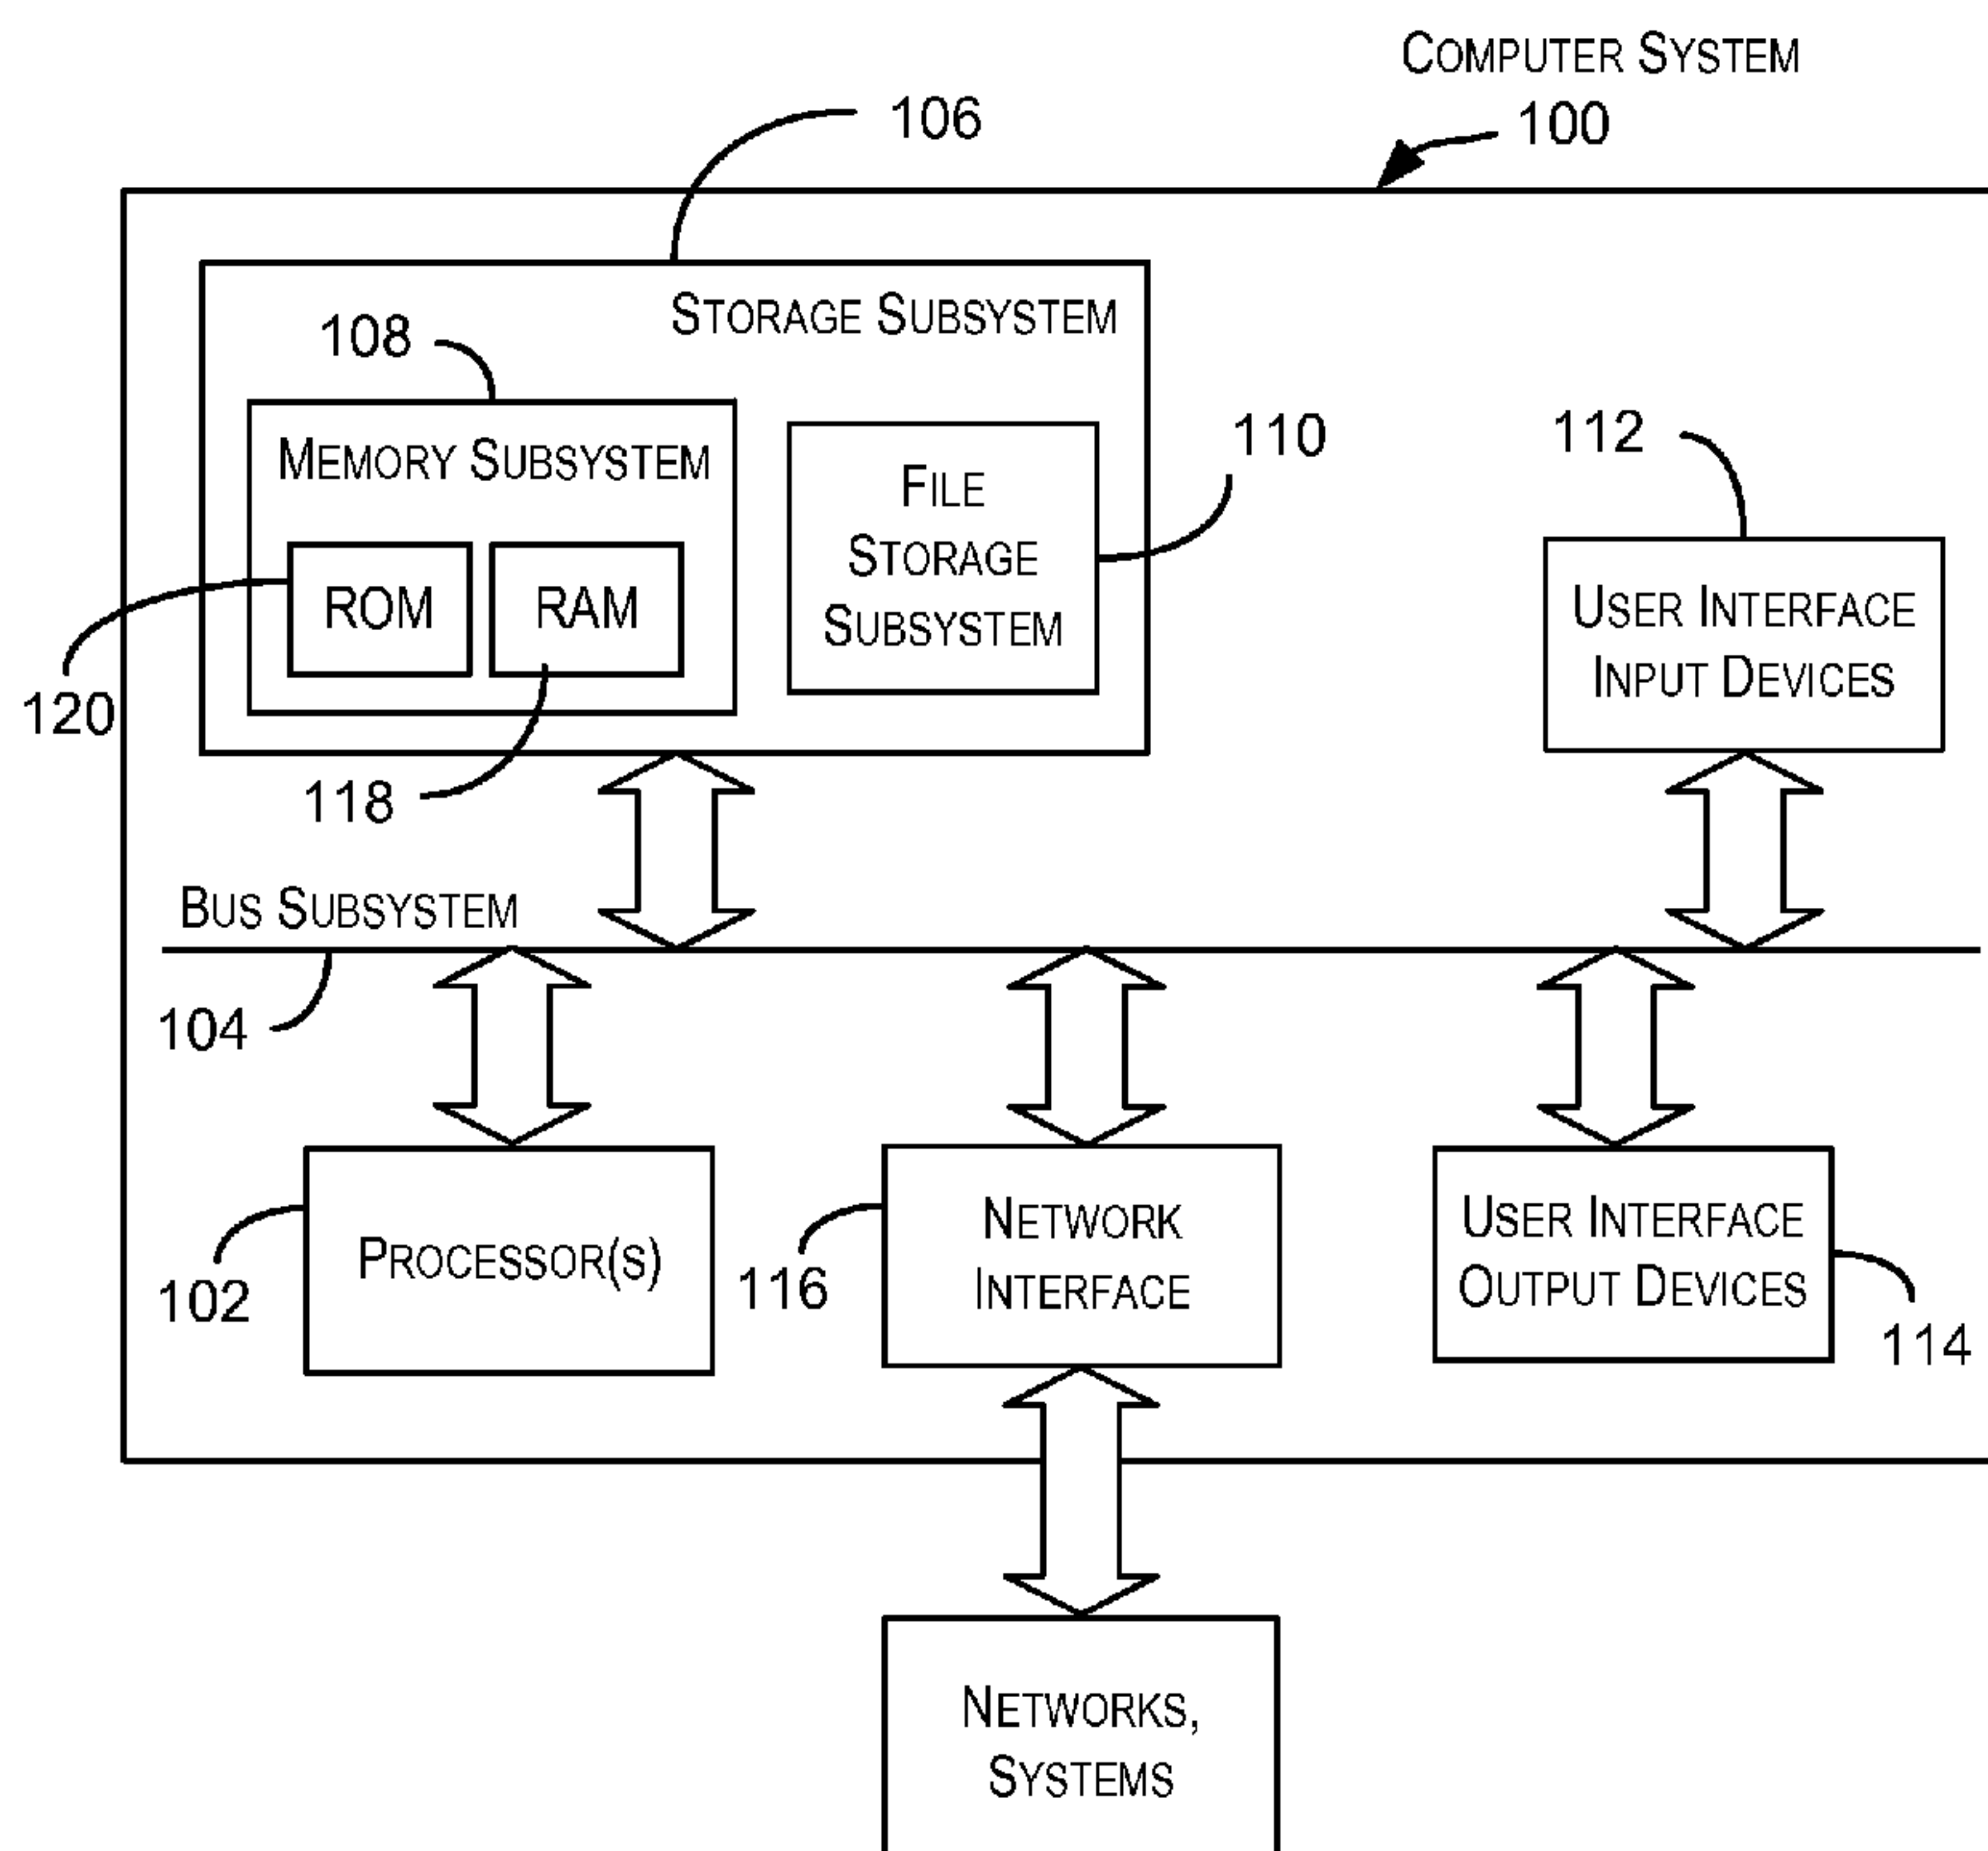 COMPUTER SYSTEM
100
106
STORAGE SUBSYSTEM
108
MEMORY SUBSYSTEM
110
112
FILE
STORAGE
SUBSYSTEM
ROM
RAM
USER INTERFACE
INPUT DEVICES
120
118
BUS SUBSYSTEM
104
PROCESSOR(S)
102
NETWORK
INTERFACE
116
USER INTERFACE
OUTPUT DEVICES
114
NETWORKS,
SYSTEMS